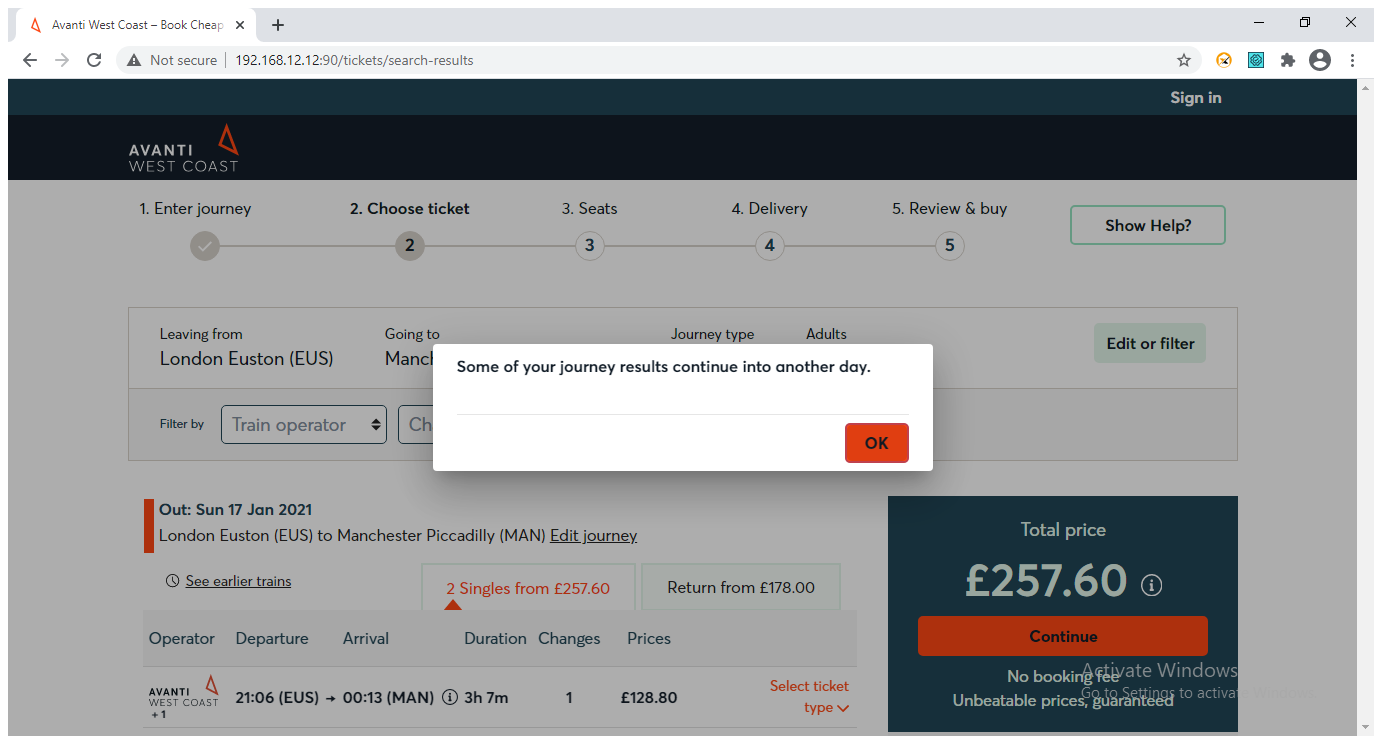 Avanti West Coast – Book Cheap
Not secure
192.168.12.12:90/tickets/search-results
Sign in
AVANTI
WEST COAST
1. Enter journey
2. Choose ticket
3. Seats
4. Delivery
5. Review & buy
Show Help?
2
3
4
5
Leaving from
Going to
Journey type
Adults
London Euston (EUS)
Manch
Edit or filter
Some of your journey results continue into another day.
OK
Filter by
Train operator
Ch
Out: Sun 17 Jan 2021
London Euston (EUS) to Manchester Piccadilly (MAN) Edit journey
See earlier trains
2 Singles from £257.60
Return from £178.00
Operator Departure Arrival Duration Changes Prices
AVANTI
WEST COAST
+ 1
21:06 (EUS) → 00:13 (MAN) 3h 7m 1 £128.80
Select ticket
type
Total price
£257.60
Continue
No booking fee
Unbeatable prices, guaranteed
Activate Windows
Go to Settings to activate Windows.